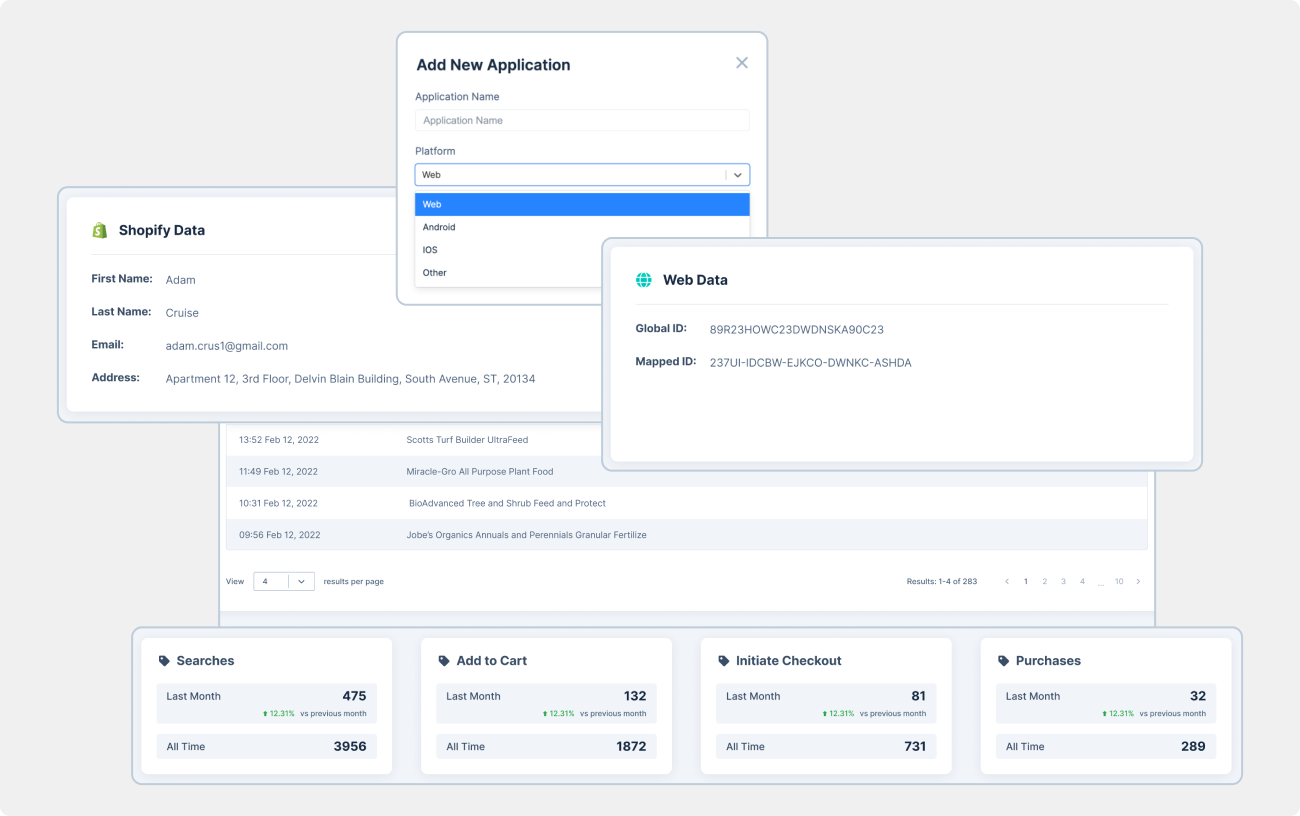 Add New Application
Application Name
Application Name
Platform
Web
Web
Android
IOS
Other
Shopify Data
First Name: Adam
Last Name: Cruise
Email: adam.crus1@gmail.com
Address: Apartment 12, 3rd Floor, Delvin Blain Building, South Avenue, ST, 20134
Web Data
Global ID: 89R23HOWC23DWDNSKA90C23
Mapped ID: 237UI-IDCBW-EJKCO-DWNKC-ASHDA
13:52 Feb 12, 2022 Scotts Turf Builder UltraFeed
11:49 Feb 12, 2022 Miracle-Gro All Purpose Plant Food
10:31 Feb 12, 2022 BioAdvanced Tree and Shrub Feed and Protect
09:56 Feb 12, 2022 Jobe's Organics Annuals and Perennials Granular Fertilize
View 4 results per page Results: 1-4 of 283 < 1 2 3 4 ... 10 >
Searches
Last Month 475
12.31% vs previous month
All Time 3956
Add to Cart
Last Month 132
12.31% vs previous month
All Time 1872
Initiate Checkout
Last Month 81
12.31% vs previous month
All Time 731
Purchases
Last Month 32
12.31% vs previous month
All Time 289